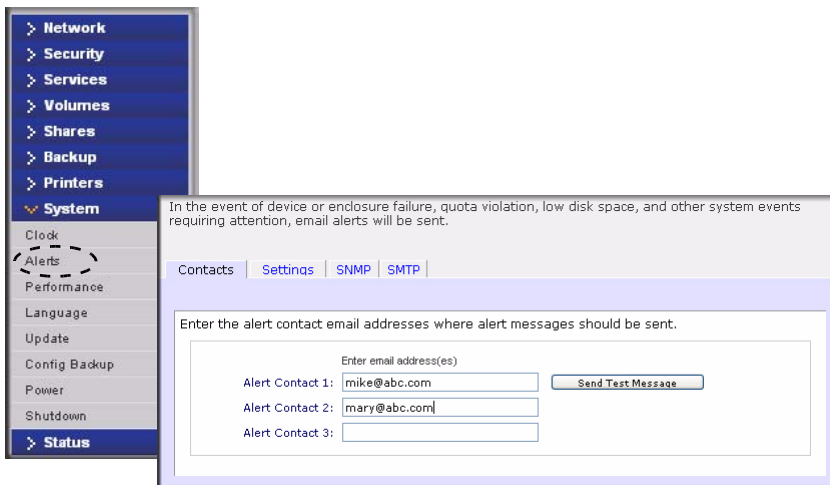 Network
Security
Services
Volumes
Shares
Backup
Printers
System
Clock
Alerts
Performance
Language
Update
Config Backup
Power
Shutdown
Status
In the event of device or enclosure failure, quota violation, low disk space, and other system events
requiring attention, email alerts will be sent.
Contacts Settings SNMP SMTP
Enter the alert contact email addresses where alert messages should be sent.
Enter email address(es)
Alert Contact 1: mike@abc.com Send Test Message
Alert Contact 2: mary@abc.com
Alert Contact 3: